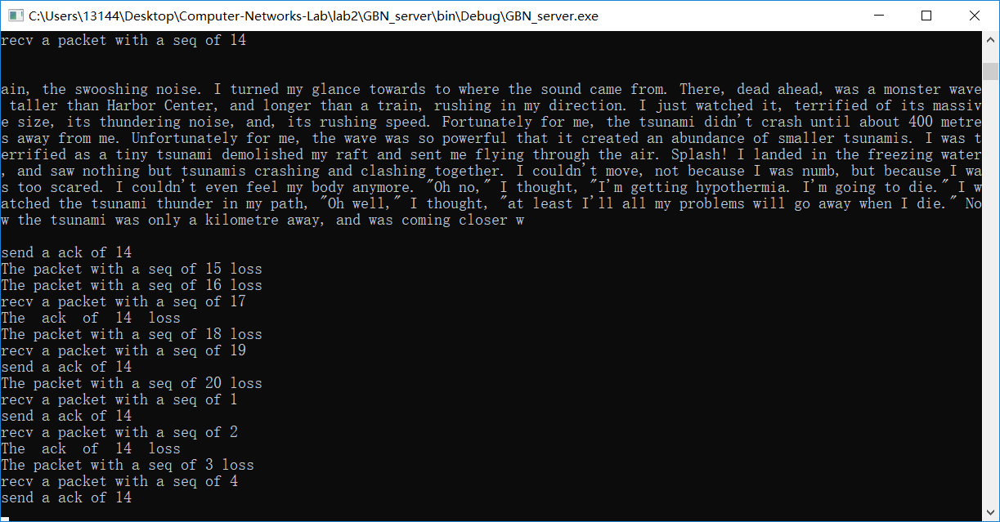 C:\Users\13144\Desktop\Computer-Networks-Lab\lab2\GBN_server\bin\Debug\GBN_server.exe
recv a packet with a seq of 14
ain, the swooshing noise. I turned my glance towards to where the sound came from. There, dead ahead, was a monster wave
 taller than Harbor Center, and longer than a train, rushing in my direction. I just watched it, terrified of its massiv
e size, its thundering noise, and, its rushing speed. Fortunately for me, the tsunami didn't crash until about 400 metre
s away from me. Unfortunately for me, the wave was so powerful that it created an abundance of smaller tsunamis. I was t
errified as a tiny tsunami demolished my raft and sent me flying through the air. Splash! I landed in the freezing water
, and saw nothing but tsunamis crashing and clashing together. I couldn't move, not because I was numb, but because I wa
s too scared. I couldn't even feel my body anymore. "Oh no," I thought, "I'm getting hypothermia. I'm going to die." I w
atched the tsunami thunder in my path, "Oh well," I thought, "at least I'll all my problems will go away when I die." No
w the tsunami was only a kilometre away, and was coming closer w
send a ack of 14
The packet with a seq of 15 loss
The packet with a seq of 16 loss
recv a packet with a seq of 17
The  ack  of  14  loss
The packet with a seq of 18 loss
recv a packet with a seq of 19
send a ack of 14
The packet with a seq of 20 loss
recv a packet with a seq of 1
send a ack of 14
recv a packet with a seq of 2
The  ack  of  14  loss
The packet with a seq of 3 loss
recv a packet with a seq of 4
send a ack of 14